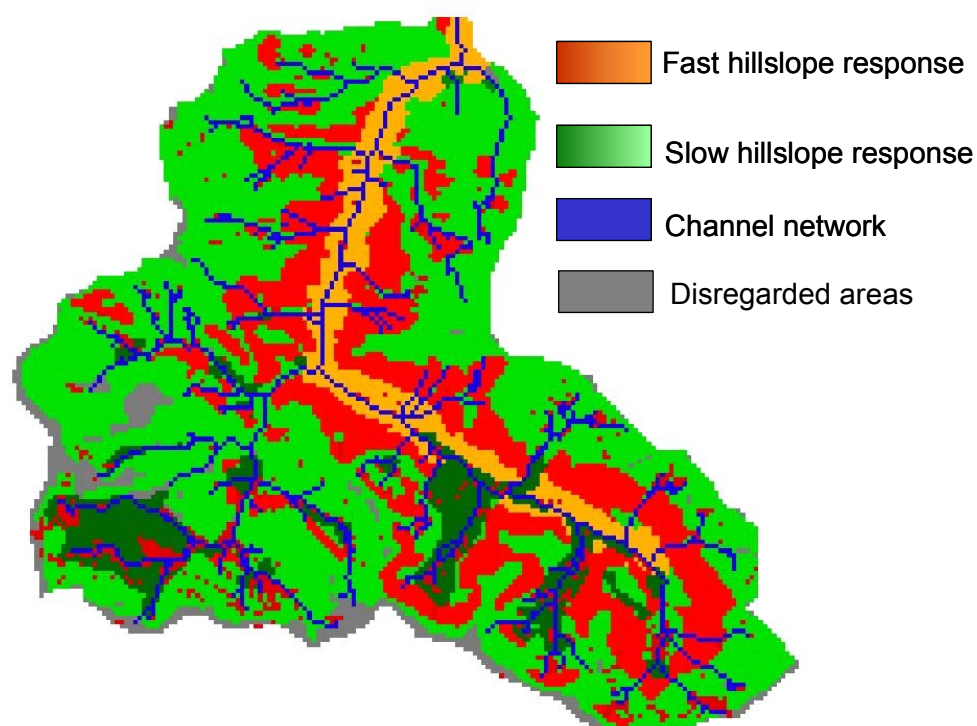 Fast hillslope response
Slow hillslope response
Channel network
Disregarded areas